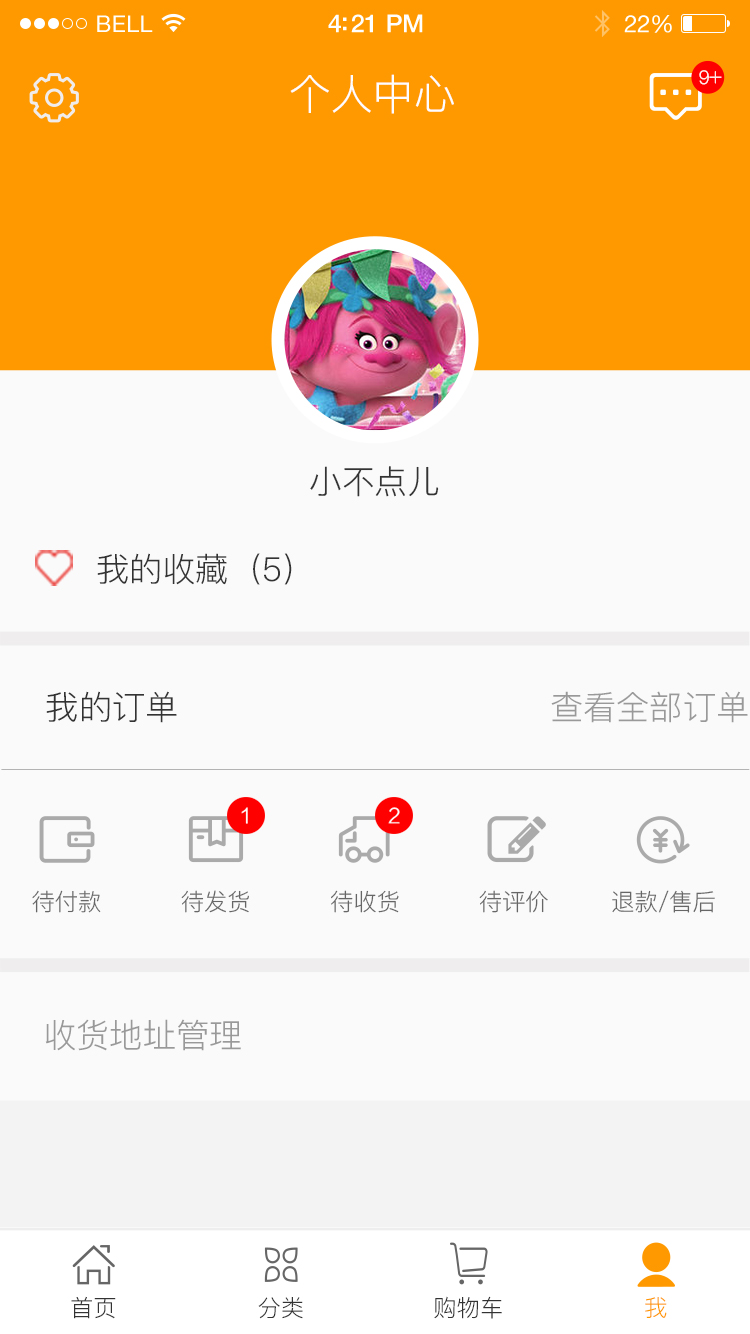 BELL 4:21 PM 22%
个人中心
9+
小不点儿
我的收藏（5）
我的订单 查看全部订单
1 2
待付款 待发货 待收货 待评价 退款/售后
收货地址管理
首页 分类 购物车 我